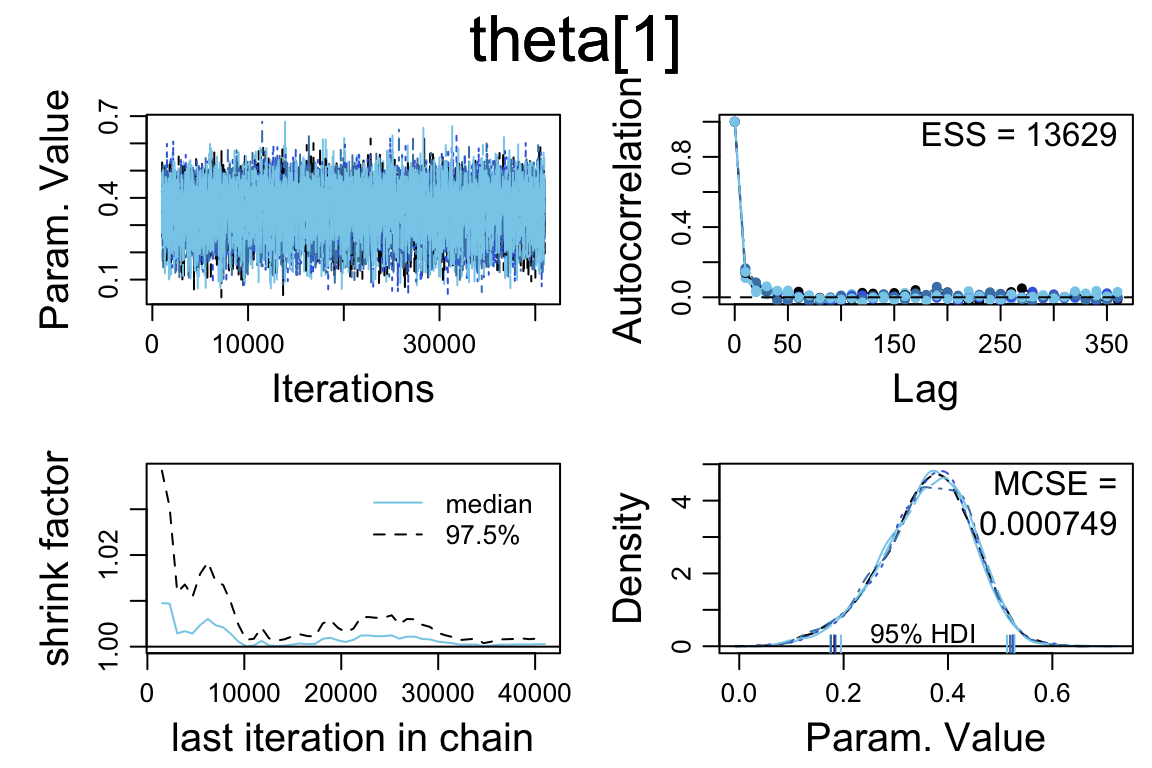 theta[1]
Param. Value
0.1 0.4 0.7
0 10000 30000
Iterations
Autocorrelation
0.0 0.4 0.8
ESS = 13629
0 50 150 250 350
Lag
shrink factor
1.00 1.02
median
97.5%
0 10000 20000 30000 40000
last iteration in chain
Density
0 2 4
MCSE =
0.000749
95% HDI
0.0 0.2 0.4 0.6
Param. Value